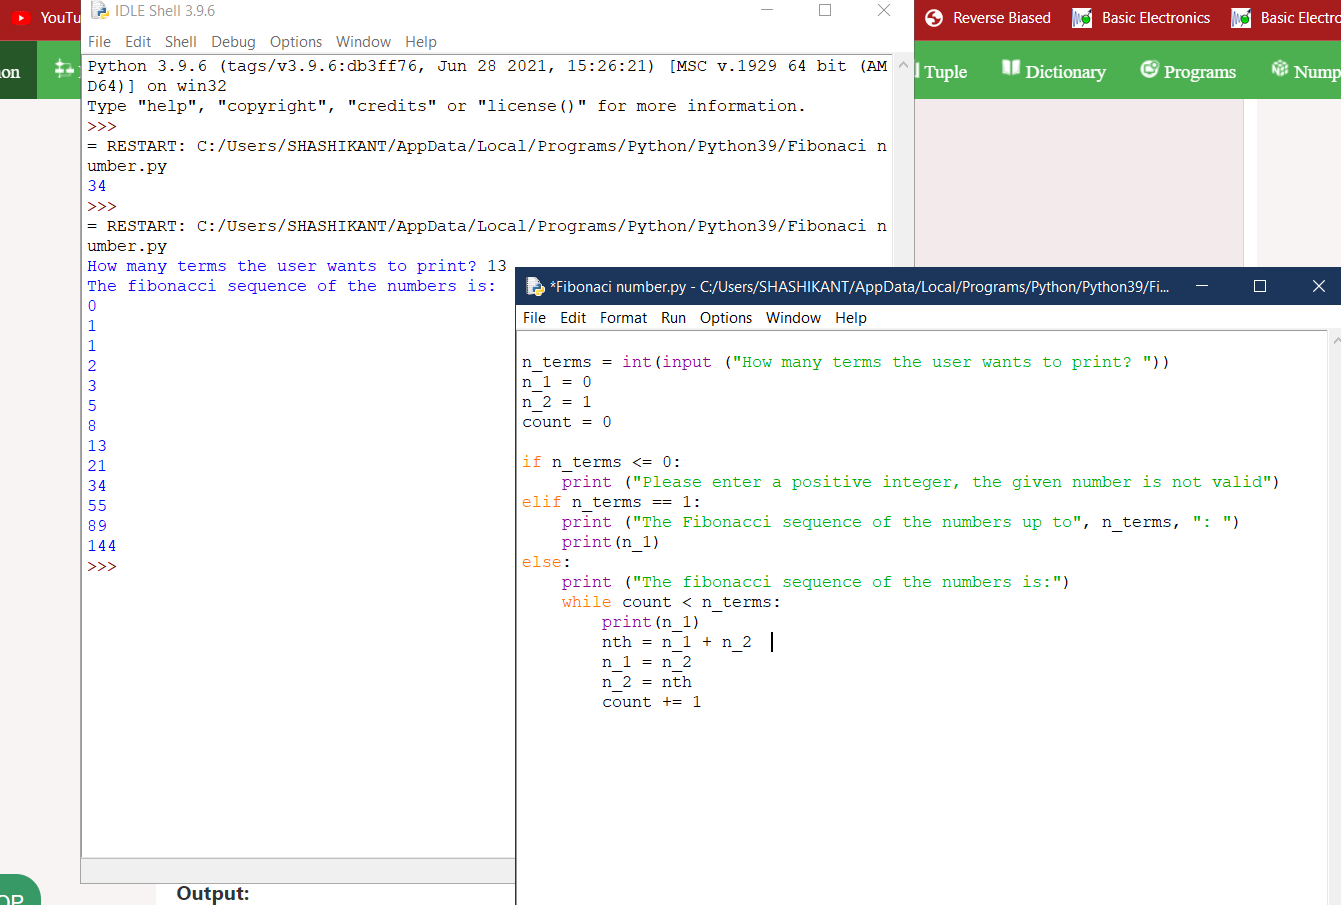 YouTu
IDLE Shell 3.9.6
Reverse Biased
Basic Electronics
Basic Electro
File Edit Shell Debug Options Window Help
on
Tuple
Dictionary
Programs
Nump
Python 3.9.6 (tags/v3.9.6:db3ff76, Jun 28 2021, 15:26:21) [MSC v.1929 64 bit (AM
D64)] on win32
Type "help", "copyright", "credits" or "license()" for more information.
>>>
= RESTART: C:/Users/SHASHIKANT/AppData/Local/Programs/Python/Python39/Fibonaci n
umber.py
34
>>>
= RESTART: C:/Users/SHASHIKANT/AppData/Local/Programs/Python/Python39/Fibonaci n
umber.py
How many terms the user wants to print? 13
The fibonacci sequence of the numbers is:
0
1
1
2
3
5
8
13
21
34
55
89
144
>>>
*Fibonaci number.py - C:/Users/SHASHIKANT/AppData/Local/Programs/Python/Python39/Fi...
File Edit Format Run Options Window Help
n_terms = int(input ("How many terms the user wants to print? "))
n_1 = 0
n_2 = 1
count = 0
if n_terms <= 0:
    print ("Please enter a positive integer, the given number is not valid")
elif n_terms == 1:
    print ("The Fibonacci sequence of the numbers up to", n_terms, ": ")
    print(n_1)
else:
    print ("The fibonacci sequence of the numbers is:")
    while count < n_terms:
        print(n_1)
        nth = n_1 + n_2
        n_1 = n_2
        n_2 = nth
        count += 1
OP
Output: